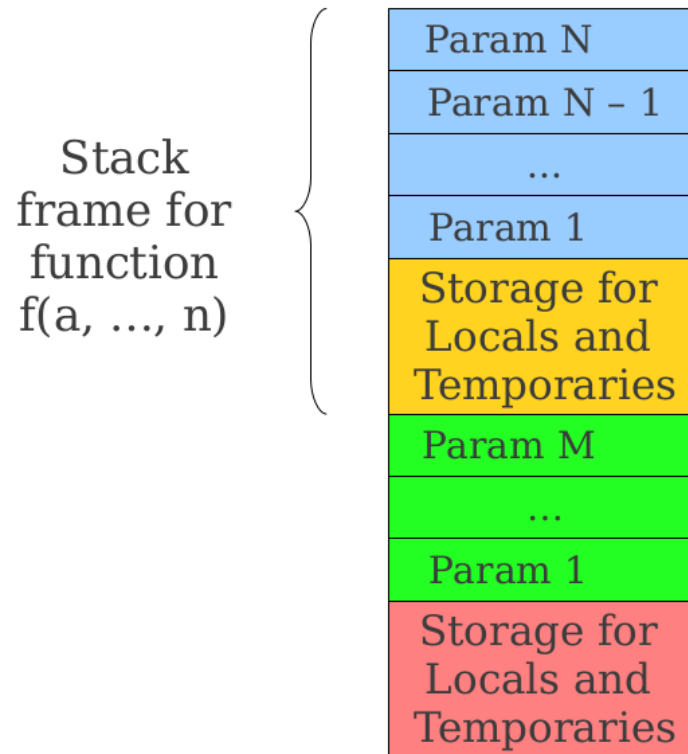 Stack
frame for
function
f(a, ..., n)
Param N
Param N – 1
...
Param 1
Storage for
Locals and
Temporaries
Param M
...
Param 1
Storage for
Locals and
Temporaries